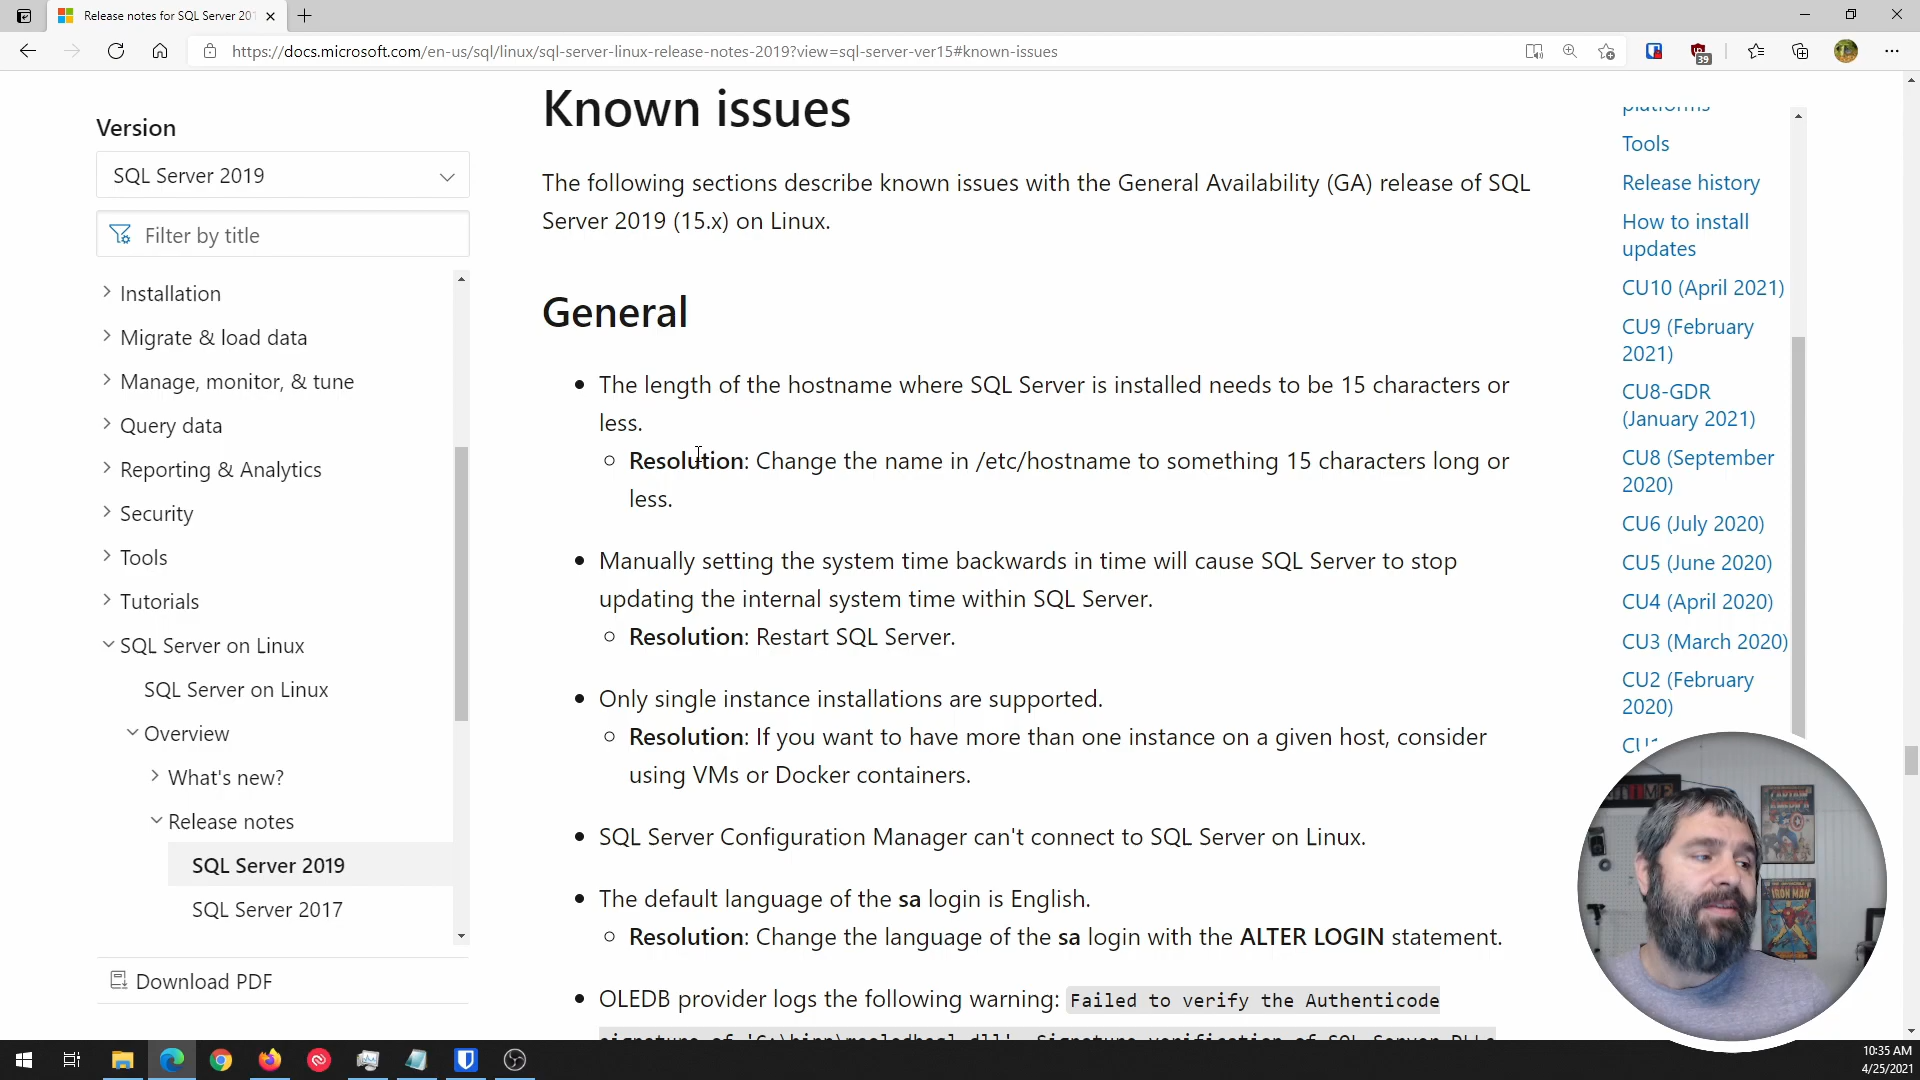 Release notes for SQL Server 201
https://docs.microsoft.com/en-us/sql/linux/sql-server-linux-release-notes-2019?view=sql-server-ver15#known-issues
39
Version
SQL Server 2019
Filter by title
Installation
Migrate & load data
Manage, monitor, & tune
Query data
Reporting & Analytics
Security
Tools
Tutorials
SQL Server on Linux
SQL Server on Linux
Overview
What's new?
Release notes
SQL Server 2019
SQL Server 2017
Download PDF
Known issues
The following sections describe known issues with the General Availability (GA) release of SQL
Server 2019 (15.x) on Linux.
General
The length of the hostname where SQL Server is installed needs to be 15 characters or
less.
Resolution: Change the name in /etc/hostname to something 15 characters long or
less.
Manually setting the system time backwards in time will cause SQL Server to stop
updating the internal system time within SQL Server.
Resolution: Restart SQL Server.
Only single instance installations are supported.
Resolution: If you want to have more than one instance on a given host, consider
using VMs or Docker containers.
SQL Server Configuration Manager can't connect to SQL Server on Linux.
The default language of the sa login is English.
Resolution: Change the language of the sa login with the ALTER LOGIN statement.
OLEDB provider logs the following warning: Failed to verify the Authenticode
platforms
Tools
Release history
How to install
updates
CU10 (April 2021)
CU9 (February
2021)
CU8-GDR
(January 2021)
CU8 (September
2020)
CU6 (July 2020)
CU5 (June 2020)
CU4 (April 2020)
CU3 (March 2020)
CU2 (February
2020)
CAPTAIN
AMERICA
IRON MAN
10:35 AM
4/25/2021